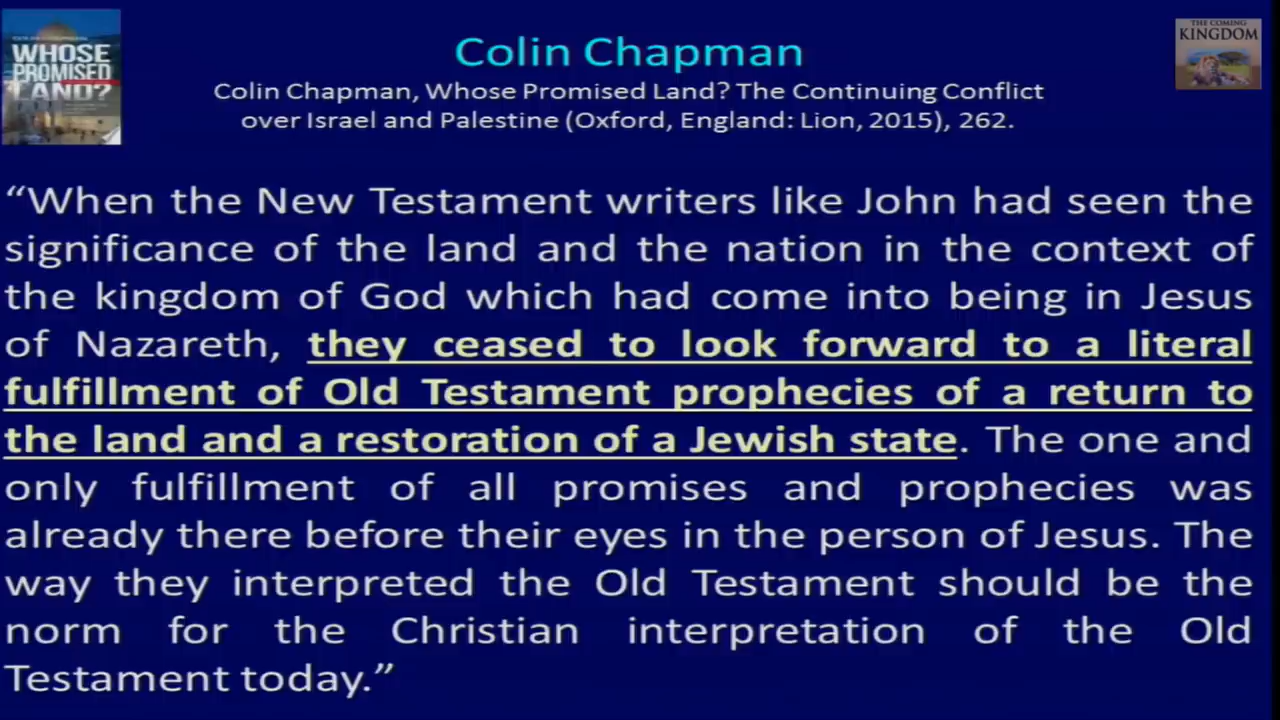 WHOSE
PROMISED
LAND?
THE COMING
KINGDOM
Colin Chapman
Colin Chapman, Whose Promised Land? The Continuing Conflict
over Israel and Palestine (Oxford, England: Lion, 2015), 262.
“When the New Testament writers like John had seen the
significance of the land and the nation in the context of
the kingdom of God which had come into being in Jesus
of Nazareth, they ceased to look forward to a literal
fulfillment of Old Testament prophecies of a return to
the land and a restoration of a Jewish state. The one and
only fulfillment of all promises and prophecies was
already there before their eyes in the person of Jesus. The
way they interpreted the Old Testament should be the
norm for the Christian interpretation of the Old
Testament today.”